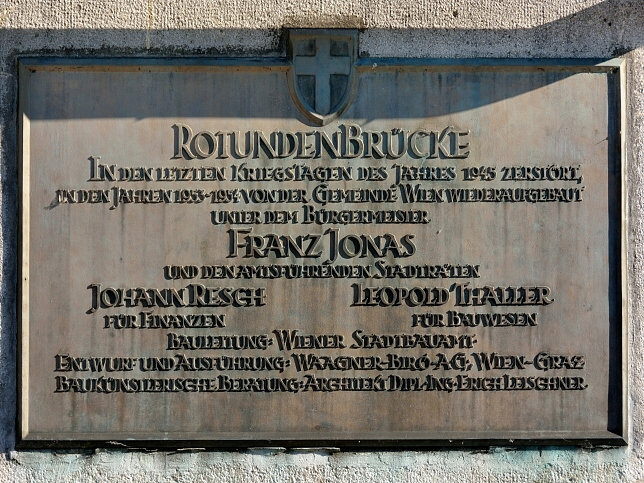 ROTUNDENBRÜCKE
IN DEN LETZTEN KRIEGSTAGEN DES JAHRES 1945 ZERSTÖRT,
IN DEN JAHREN 1953-1954 VON DER GEMEINDE WIEN WIEDERAUFGEBAUT
UNTER DEM BÜRGERMEISTER
FRANZ JONAS
UND DEN AMTSFÜHRENDEN STADTRÄTEN
JOHANN RESCH LEOPOLD THALLER
FÜR FINANZEN FÜR BAUWESEN
BAULEITUNG: WIENER STADTBAUAMT
ENTWURF UND AUSFÜHRUNG: WAAGNER-BIRÓ-A.G., WIEN-GRAZ
BAUKÜNSTLERISCHE BERATUNG: ARCHITEKT DIPL.-ING. ERICH LEISCHNER.